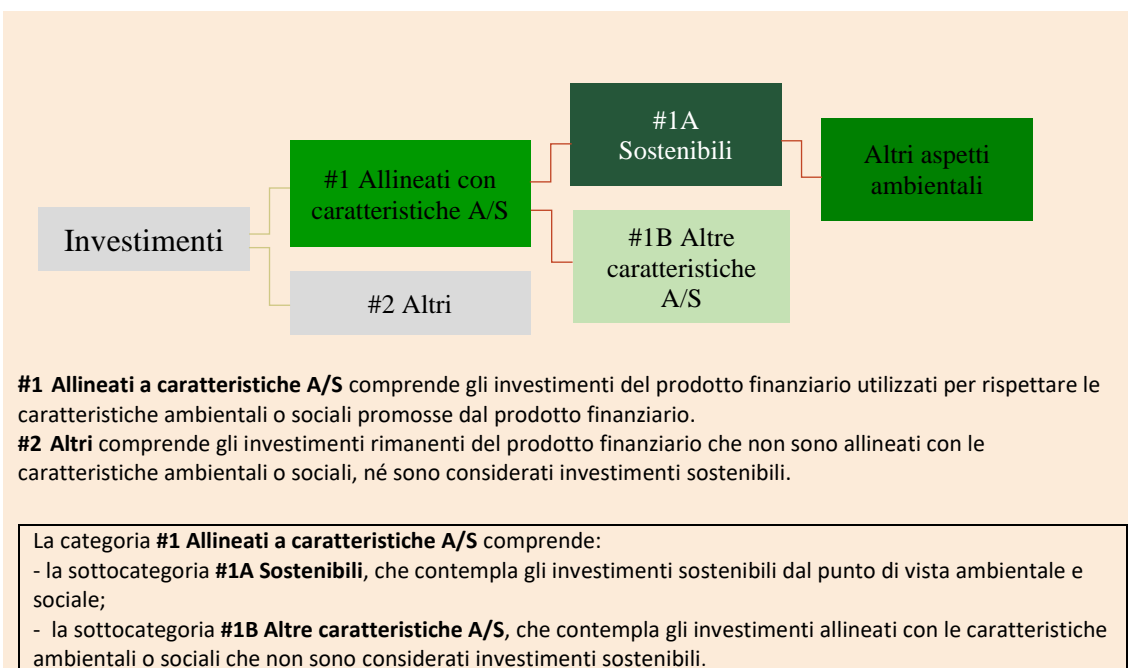 #1A
Sostenibili
Altri aspetti
ambientali
#1 Allineati con
caratteristiche A/S
Investimenti
#1B Altre
caratteristiche
A/S
#2 Altri
#1 Allineati a caratteristiche A/S comprende gli investimenti del prodotto finanziario utilizzati per rispettare le
caratteristiche ambientali o sociali promosse dal prodotto finanziario.
#2 Altri comprende gli investimenti rimanenti del prodotto finanziario che non sono allineati con le
caratteristiche ambientali o sociali, né sono considerati investimenti sostenibili.
La categoria #1 Allineati a caratteristiche A/S comprende:
- la sottocategoria #1A Sostenibili, che contempla gli investimenti sostenibili dal punto di vista ambientale e
sociale;
- la sottocategoria #1B Altre caratteristiche A/S, che contempla gli investimenti allineati con le caratteristiche
ambientali o sociali che non sono considerati investimenti sostenibili.